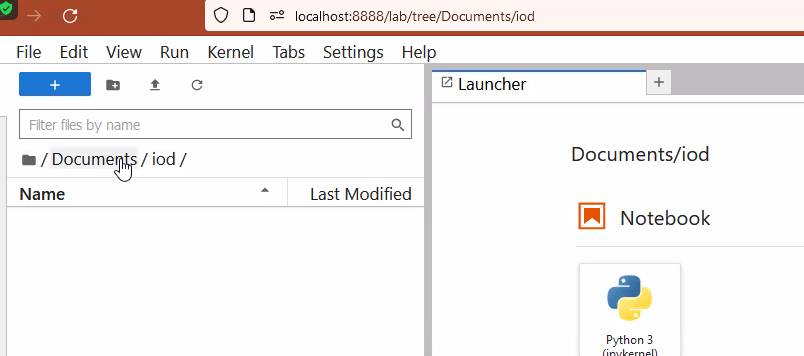 localhost:8888/lab/tree/Documents/iod
File Edit View Run Kernel Tabs Settings Help
+
Launcher
+
Filter files by name
/ Documents / iod /
Name Last Modified
Documents/iod
Notebook
Python 3
(ipykernel)